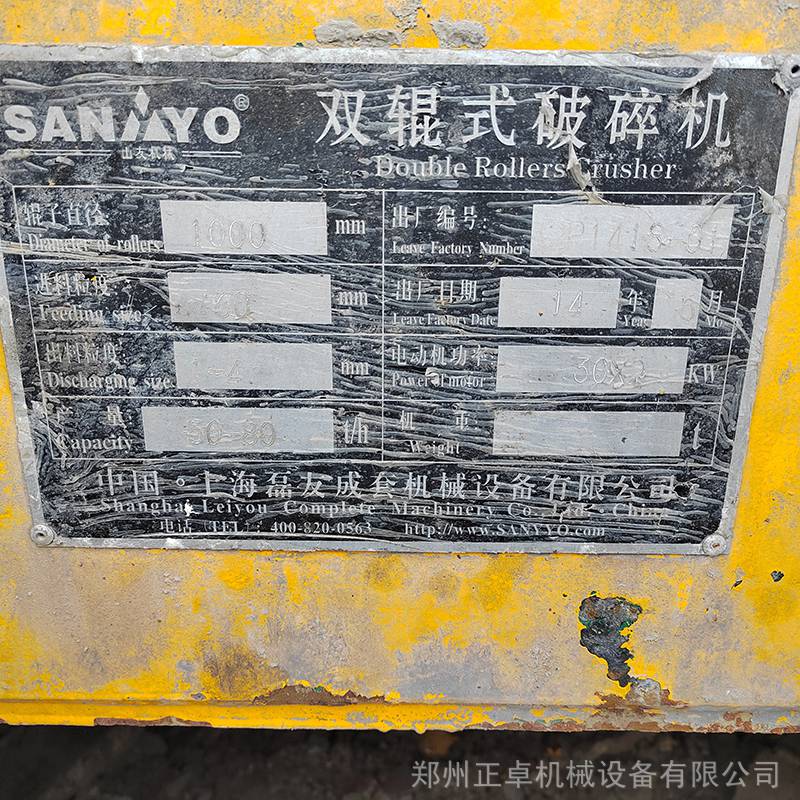 SANYYO®
山友机械
双辊式破碎机
Double Rollers Crusher
辊子直径 1000 mm
Diameter of rollers
出厂编号:
Leave Factory Number
进料粒度: mm
Feeding size
出厂日期 14 年 月
Leave Factory Date Year Mo
出料粒度: mm
Discharging size
电动机功率: KW
Power of motor
产量 50-80 t/h
Capacity
机重 t
Weight
中国·上海磊友成套机械设备有限公司
Shanghai Leiyou Complete Machinery Co., Ltd. China
电话(TEL): 400-820-0563 http://www.SANYYO.com
郑州正卓机械设备有限公司